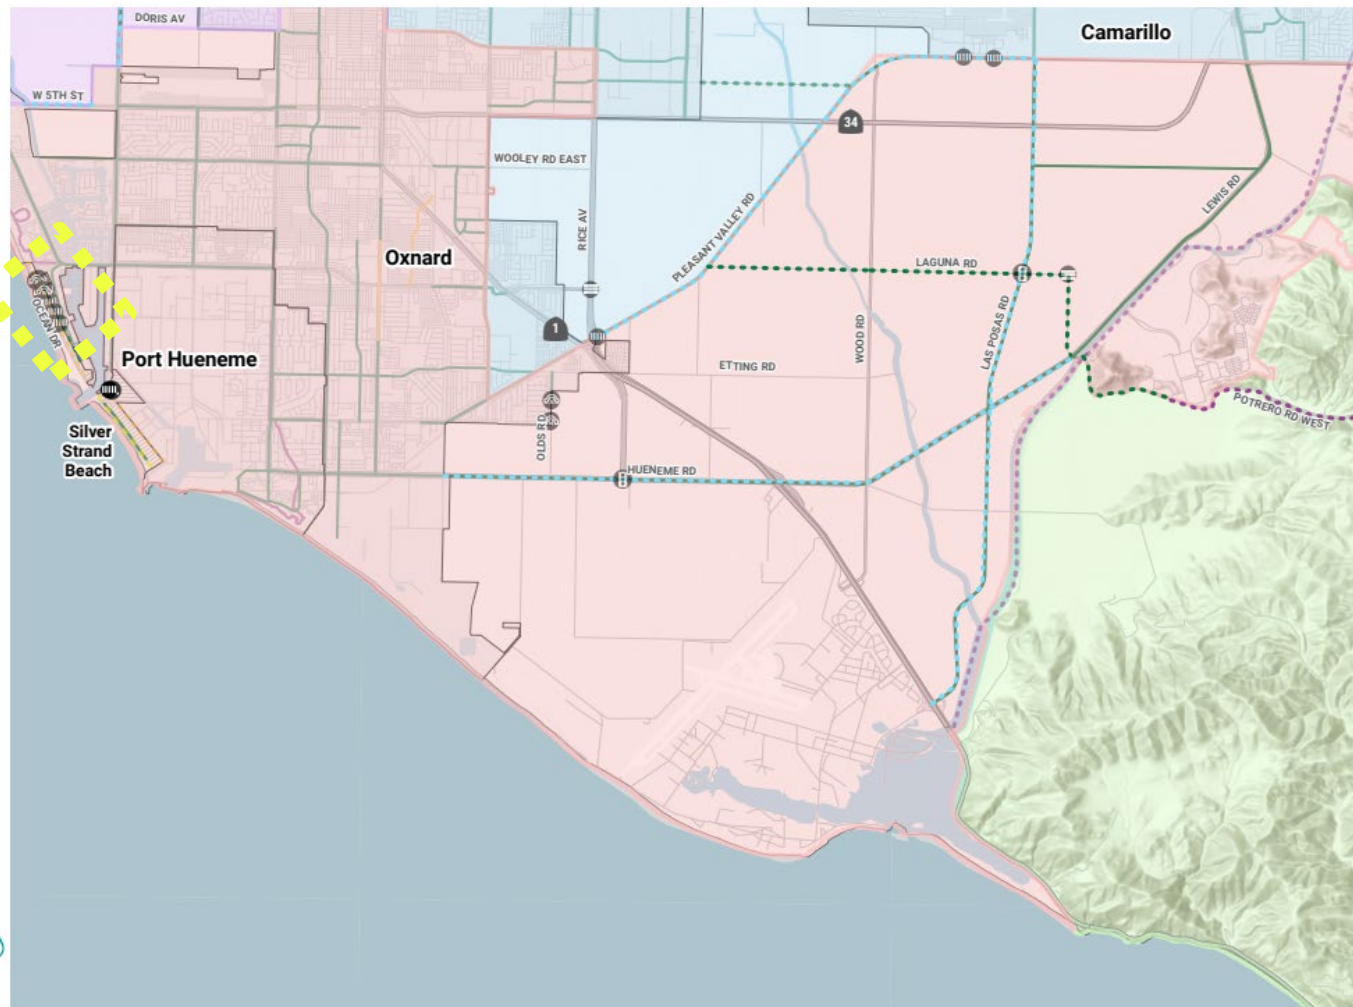 DORIS AV
Camarillo
W 5TH ST
34
WOOLEY RD EAST
LEWIS RD
RICE AV
PLEASANT VALLEY RD
Oxnard
LAGUNA RD
OCEAN DR
LAS POSAS RD
WOOD RD
1
Port Hueneme
ETTING RD
POTRERO RD WEST
Silver
Strand
Beach
OLDS RD
HUENEME RD